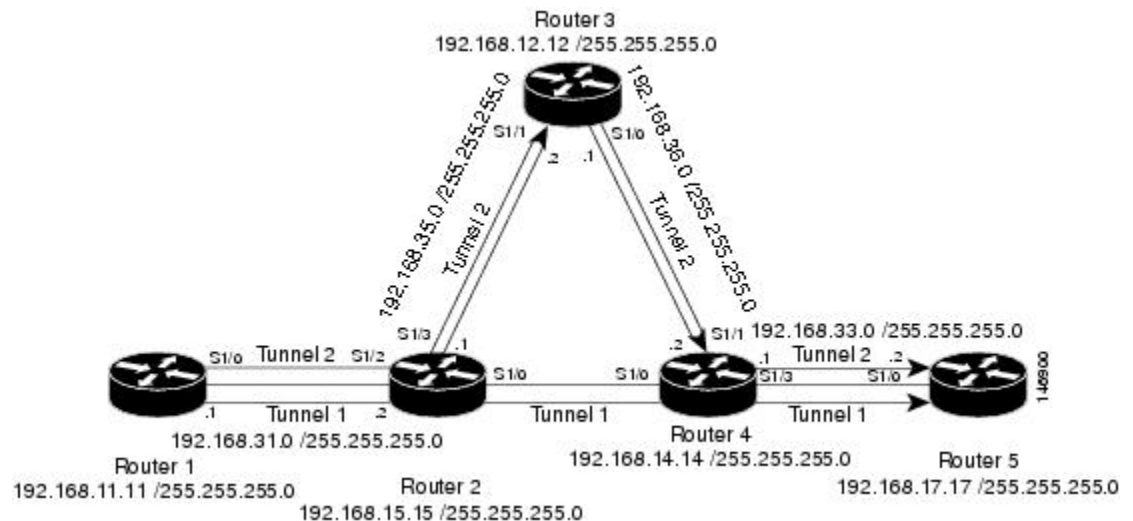 Router 3
192.168.12.12 /255.255.255.0
192.168.35.0 /255.255.255.0
192.168.36.0 /255.255.255.0
S1/1
S1/0
.2
.1
Tunnel 2
Tunnel 2
S1/3
.1
S1/1
.2
192.168.33.0 /255.255.255.0
S1/0
Tunnel 2
S1/2
S1/0
S1/0
.1
Tunnel 2
.2
S1/3
S1/0
146900
.1
Tunnel 1
.2
Tunnel 1
Tunnel 1
192.168.31.0 /255.255.255.0
Router 4
192.168.14.14 /255.255.255.0
Router 1
192.168.11.11 /255.255.255.0
Router 2
192.168.15.15 /255.255.255.0
Router 5
192.168.17.17 /255.255.255.0